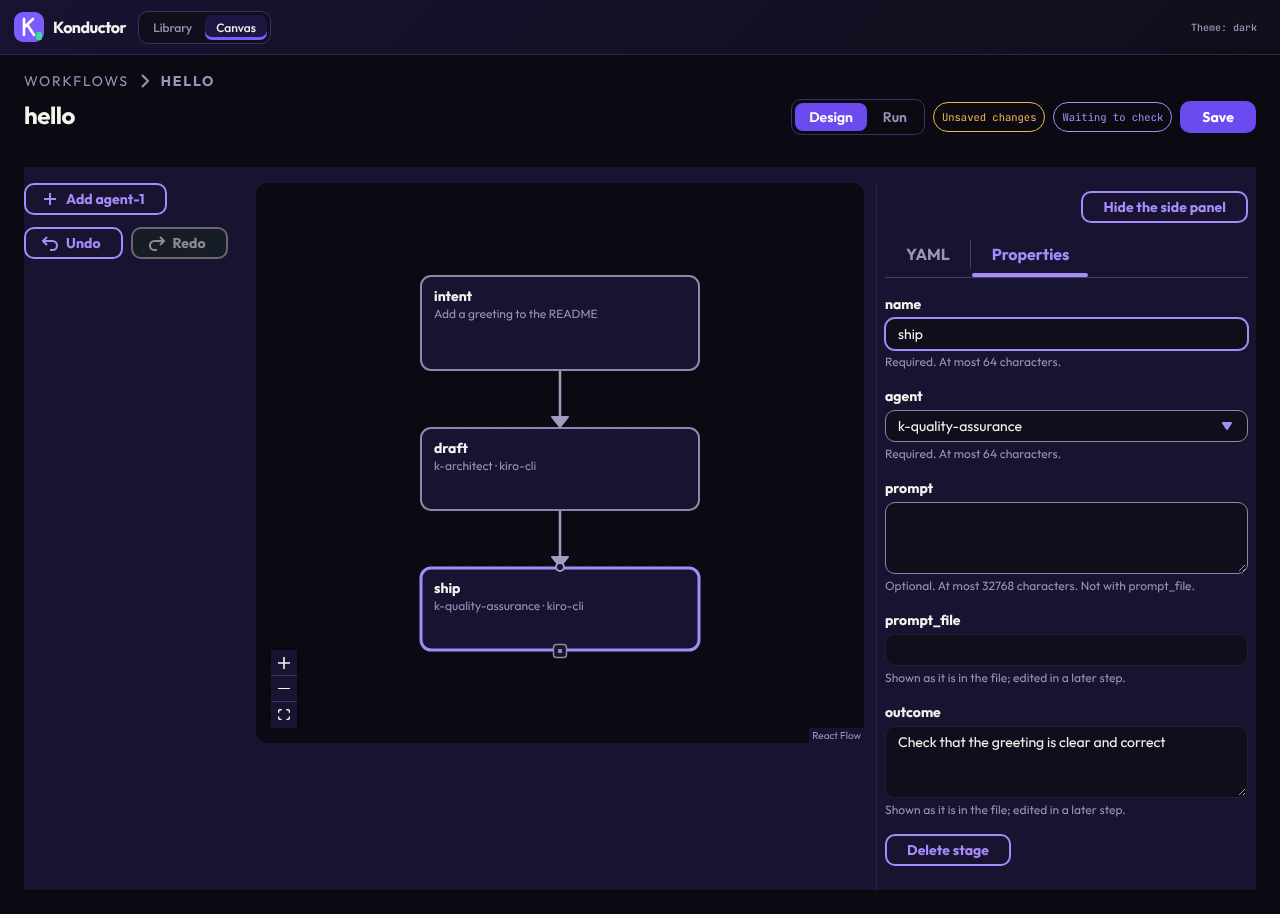 Konductor
Library
Canvas
Theme: dark
WORKFLOWS > HELLO
hello
Design
Run
Unsaved changes
Waiting to check
Save
Add agent-1
Undo
Redo
intent
Add a greeting to the README
draft
k-architect · kiro-cli
ship
k-quality-assurance · kiro-cli
React Flow
Hide the side panel
YAML
Properties
name
ship
Required. At most 64 characters.
agent
k-quality-assurance
Required. At most 64 characters.
prompt
Optional. At most 32768 characters. Not with prompt_file.
prompt_file
Shown as it is in the file; edited in a later step.
outcome
Check that the greeting is clear and correct
Shown as it is in the file; edited in a later step.
Delete stage